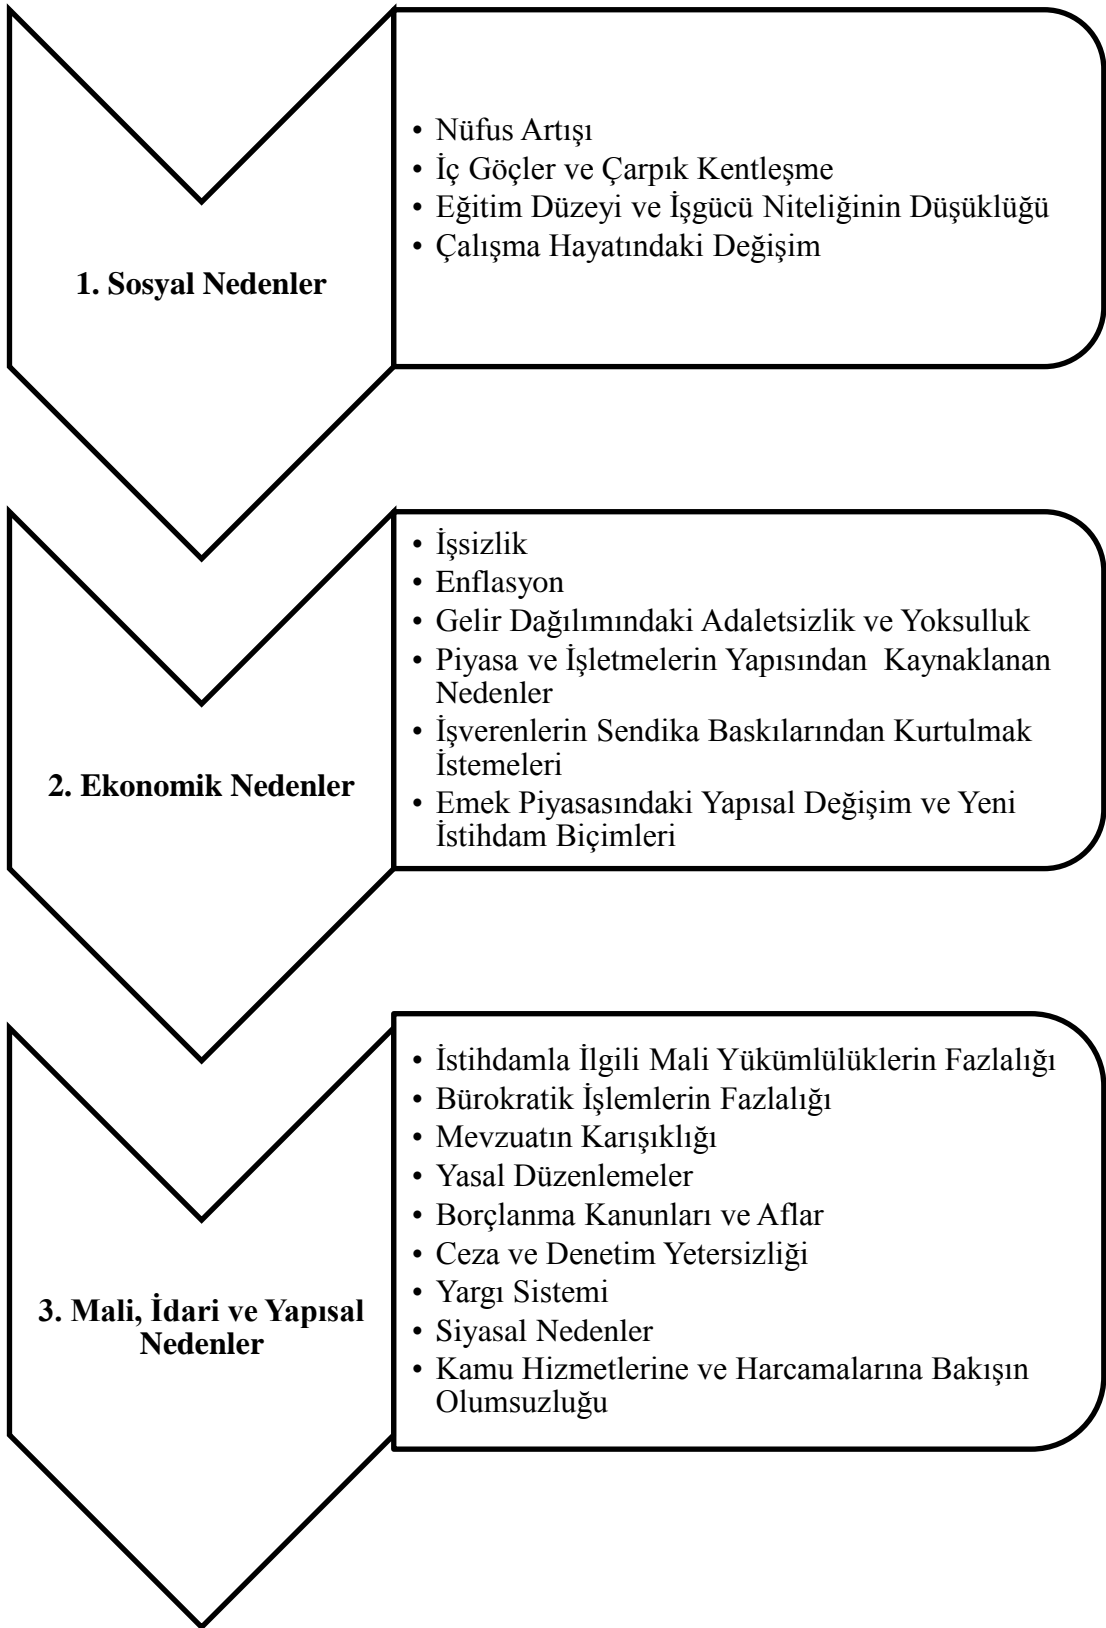 1. Sosyal Nedenler
• Nüfus Artışı
• İç Göçler ve Çarpık Kentleşme
• Eğitim Düzeyi ve İşgücü Niteliğinin Düşüklüğü
• Çalışma Hayatındaki Değişim
2. Ekonomik Nedenler
• İşsizlik
• Enflasyon
• Gelir Dağılımındaki Adaletsizlik ve Yoksulluk
• Piyasa ve İşletmelerin Yapısından Kaynaklanan
Nedenler
• İşverenlerin Sendika Baskılarından Kurtulmak
İstemeleri
• Emek Piyasasındaki Yapısal Değişim ve Yeni
İstihdam Biçimleri
3. Mali, İdari ve Yapısal
Nedenler
• İstihdamla İlgili Mali Yükümlülüklerin Fazlalığı
• Bürokratik İşlemlerin Fazlalığı
• Mevzuatın Karışıklığı
• Yasal Düzenlemeler
• Borçlanma Kanunları ve Aflar
• Ceza ve Denetim Yetersizliği
• Yargı Sistemi
• Siyasal Nedenler
• Kamu Hizmetlerine ve Harcamalarına Bakışın
Olumsuzluğu